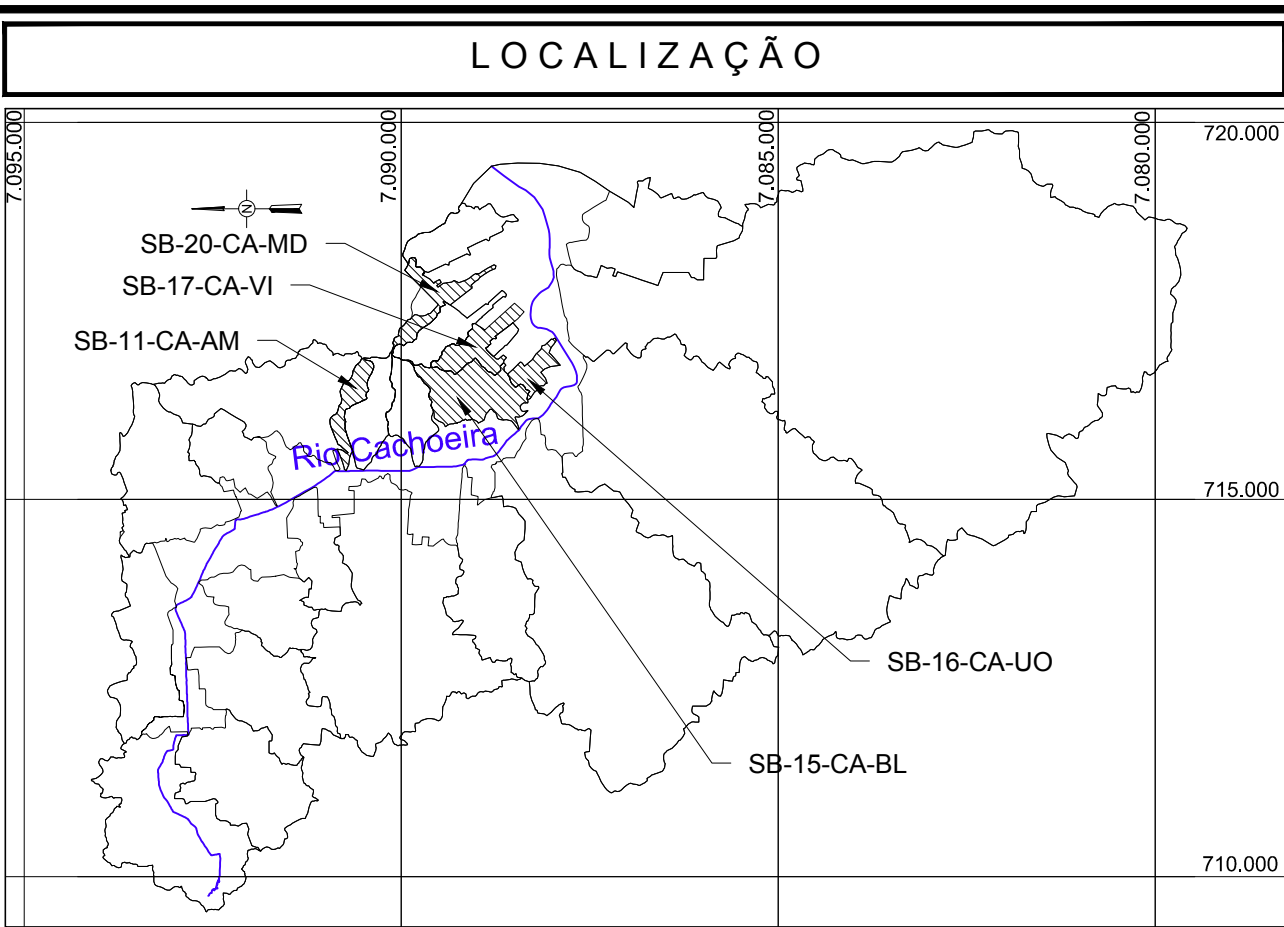 LOCALIZAÇÃO
7.095.000
7.090.000
7.085.000
7.080.000
720.000
N
SB-20-CA-MD
SB-17-CA-VI
SB-11-CA-AM
Rio Cachoeira
715.000
SB-16-CA-UO
SB-15-CA-BL
710.000